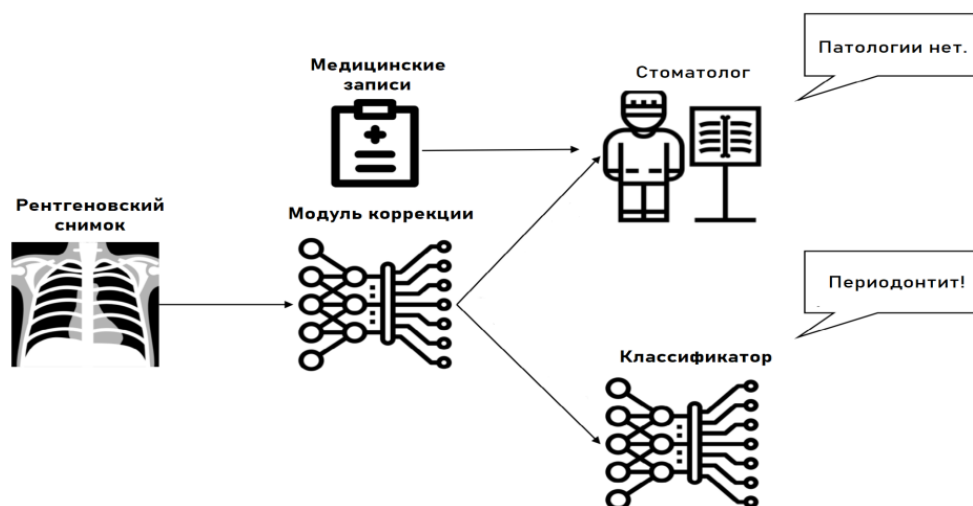 Патологии нет.
Медицинские
записи
Стоматолог
Рентгеновский
снимок
Модуль коррекции
Периодонтит!
Классификатор